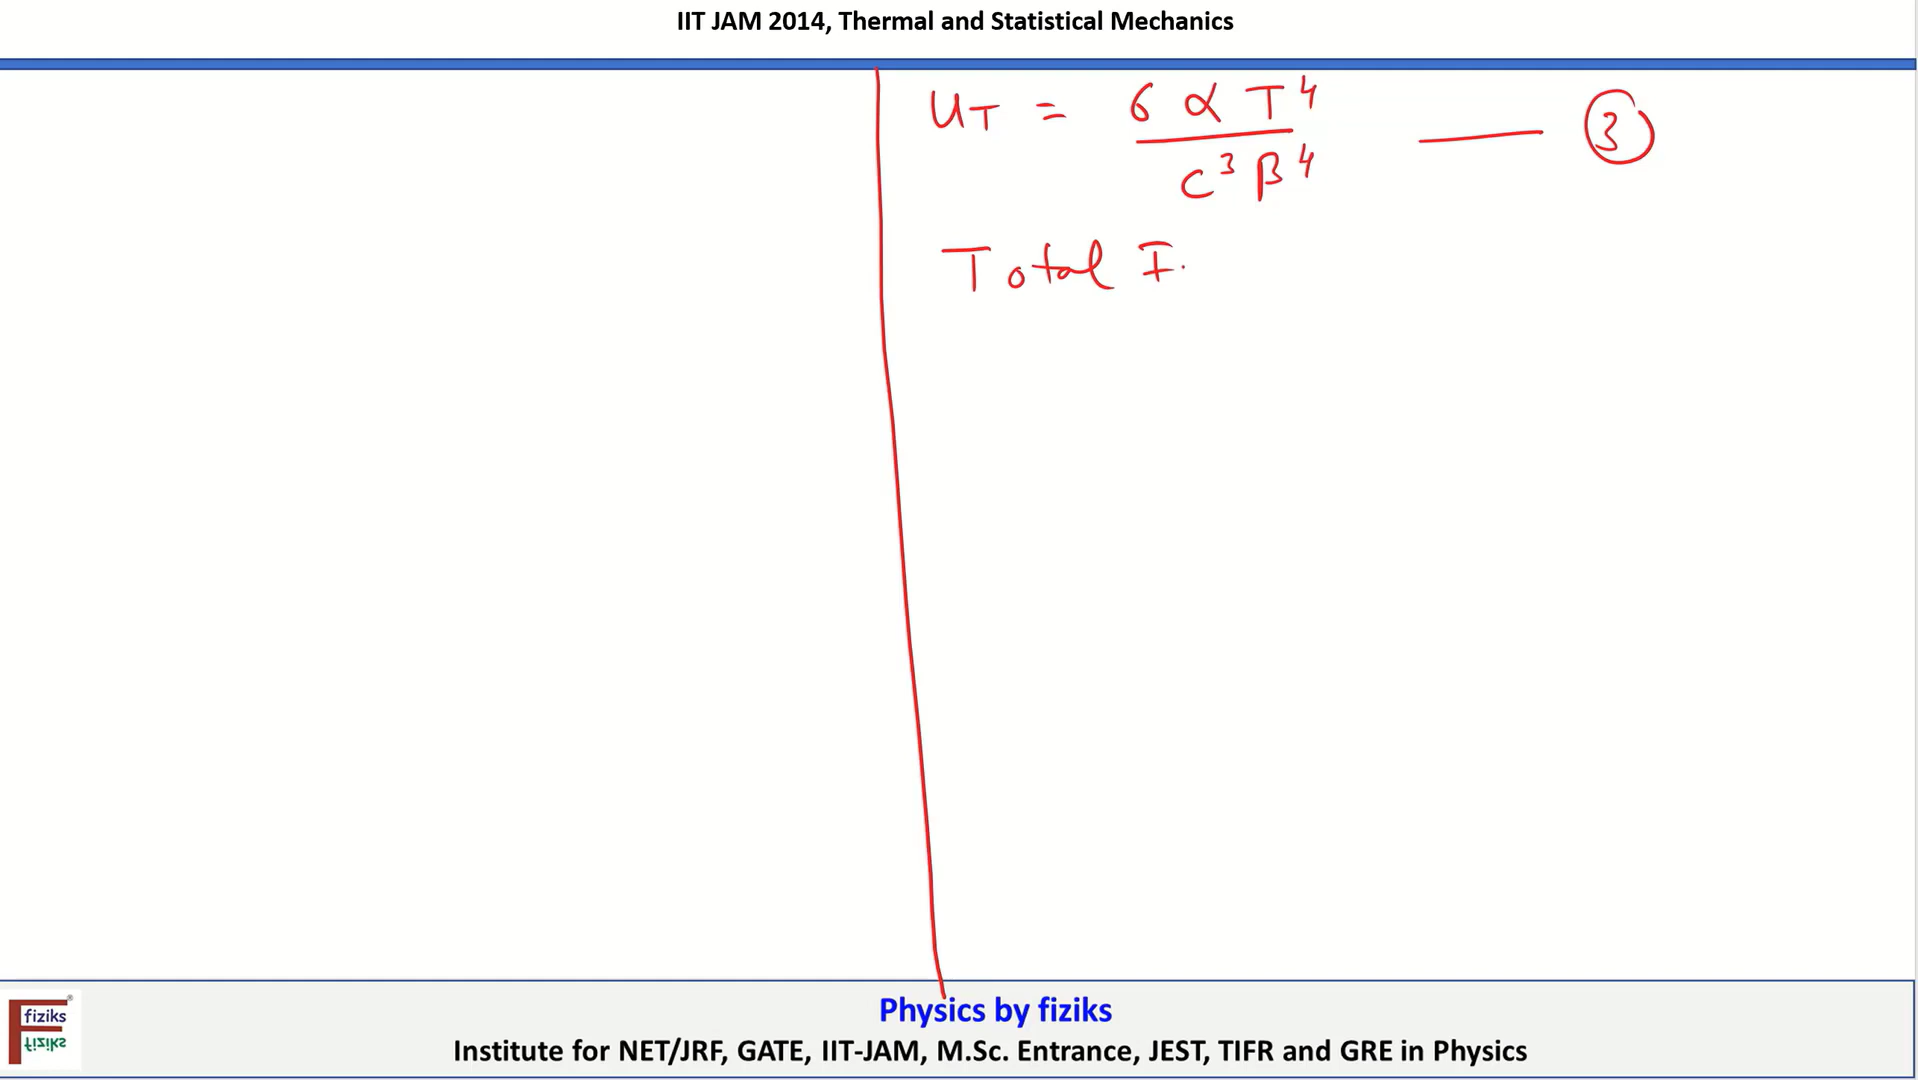 IIT JAM 2014, Thermal and Statistical Mechanics
U_T = 6 α T^4 / C^3 β^4 —— ③
Total I.
fiziks
fiziks
Physics by fiziks
Institute for NET/JRF, GATE, IIT-JAM, M.Sc. Entrance, JEST, TIFR and GRE in Physics